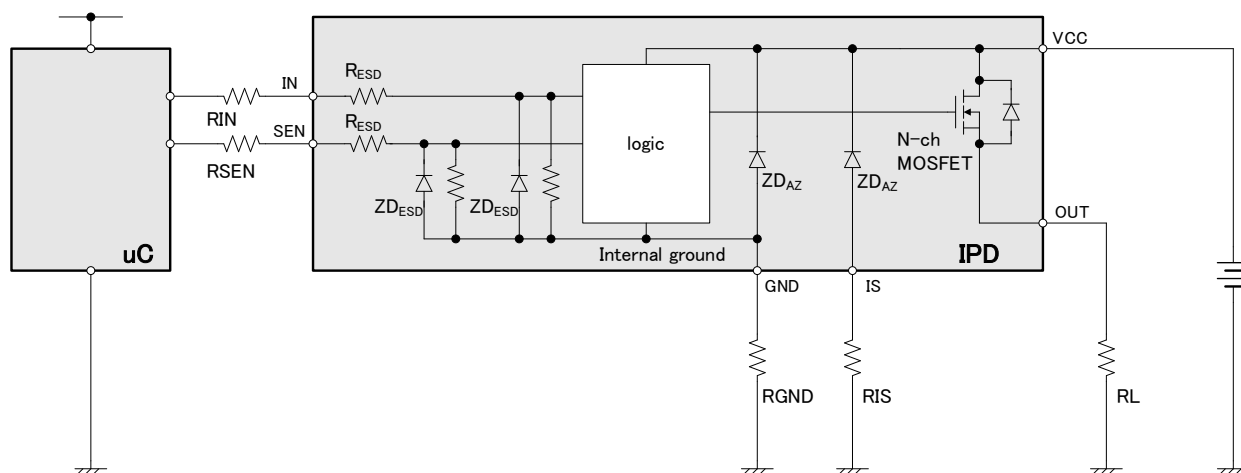 VCC
IN
RESD
RIN
SEN
RESD
RSEN
logic
N-ch
MOSFET
ZDAZ
ZDAZ
ZDESD
ZDESD
OUT
uC
Internal ground
IPD
GND
IS
RGND
RIS
RL